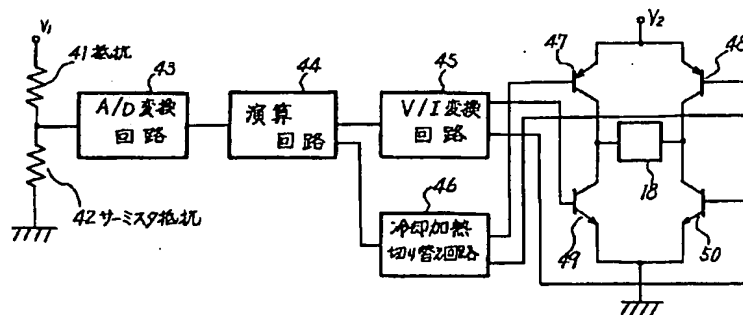 V1
41 抵抗
42 サーミスタ抵抗
43
A/D 変換
回路
44
演算
回路
45
V/I 変換
回路
46
冷却加熱
切り替え回路
V2
47
48
18
49
50